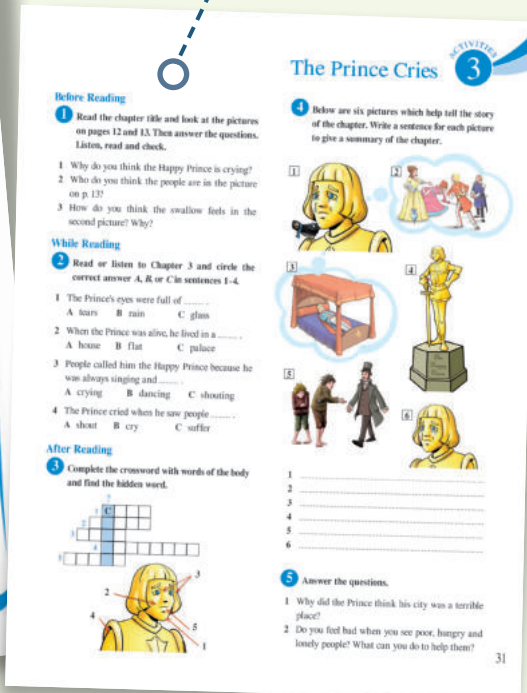 ACTIVITIES
The Prince Cries
3
Before Reading
1 Read the chapter title and look at the pictures
on pages 12 and 13. Then answer the questions.
Listen, read and check.
1 Why do you think the Happy Prince is crying?
2 Who do you think the people are in the picture
on p. 13?
3 How do you think the swallow feels in the
second picture? Why?
While Reading
2 Read or listen to Chapter 3 and circle the
correct answer A, B, or C in sentences 1-4.
1 The Prince's eyes were full of ........ .
A tears B rain C glass
2 When the Prince was alive, he lived in a ........ .
A house B flat C palace
3 People called him the Happy Prince because he
was always singing and ........ .
A crying B dancing C shouting
4 The Prince cried when he saw people ........ .
A shout B cry C suffer
After Reading
3 Complete the crossword with words of the body
and find the hidden word.
?
1 C
2
3
4
5
2
3
4
5
1
4 Below are six pictures which help tell the story
of the chapter. Write a sentence for each picture
to give a summary of the chapter.
1
2
3
4
5
6
1
2
3
4
5
6
5 Answer the questions.
1 Why did the Prince think his city was a terrible
place?
2 Do you feel bad when you see poor, hungry and
lonely people? What can you do to help them?
31